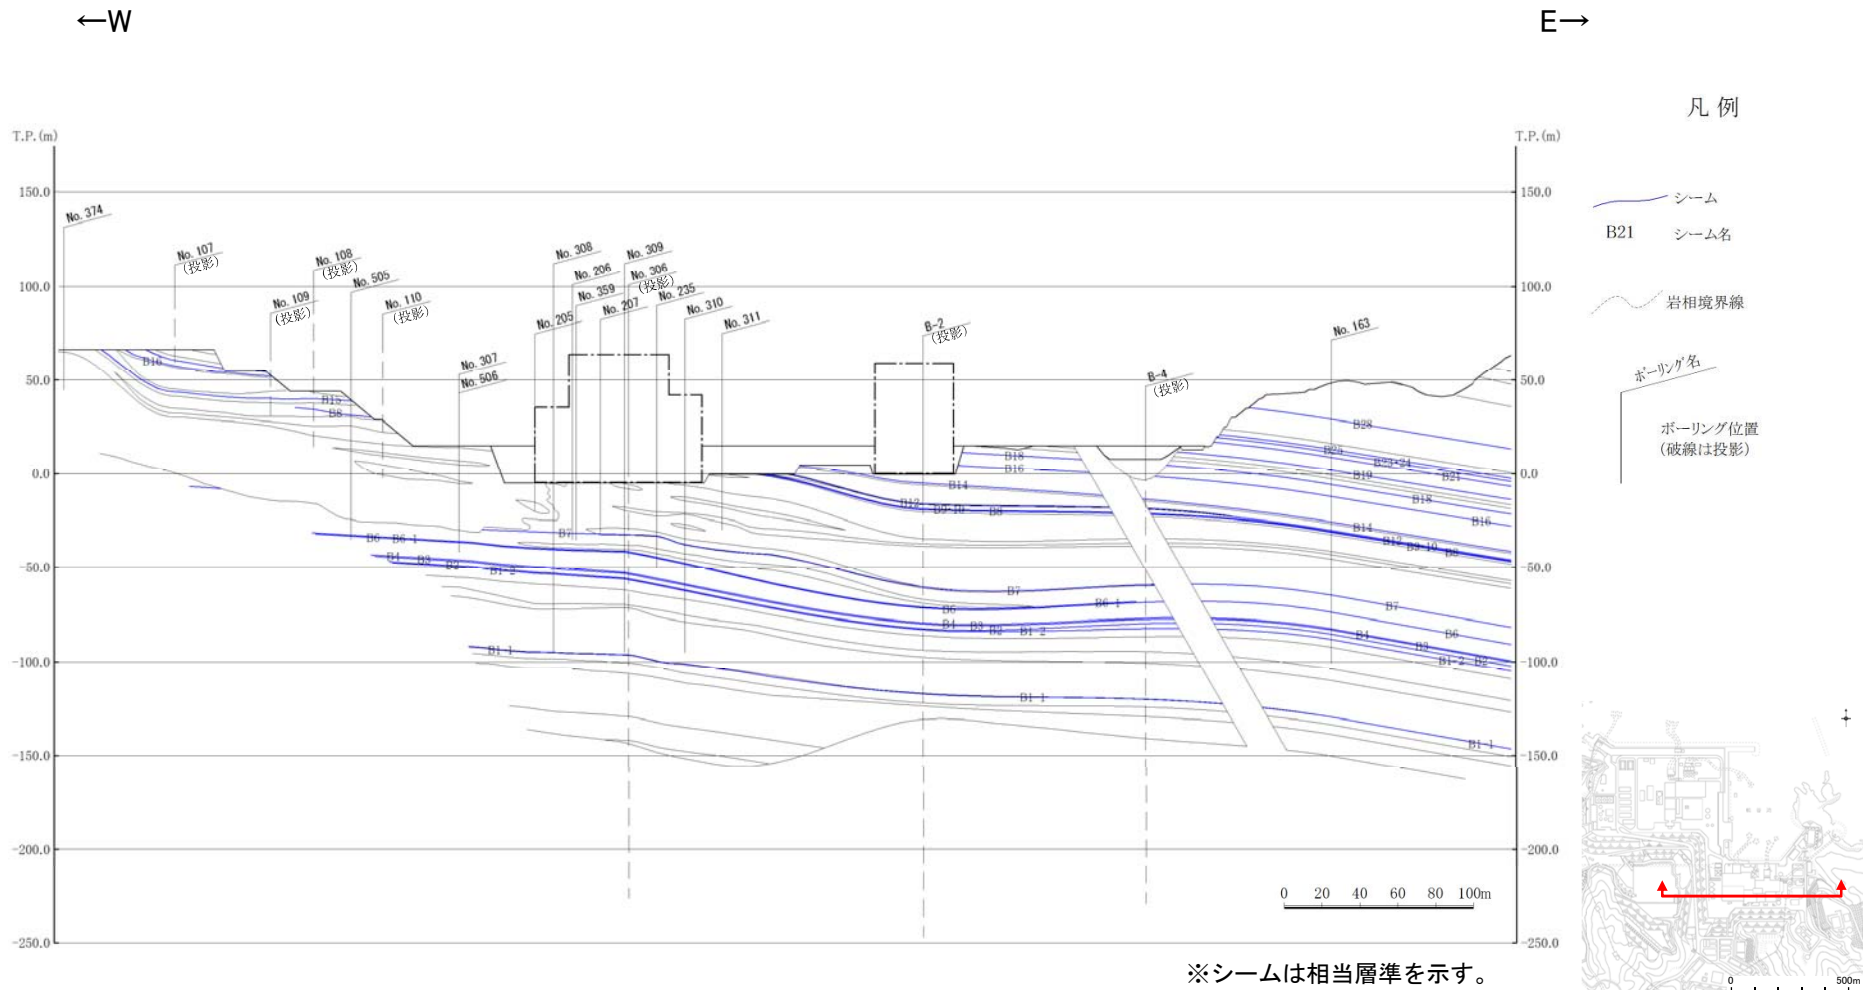 ←W
E→
凡 例
T.P.(m)
T.P.(m)
150.0
150.0
100.0
100.0
50.0
50.0
0.0
0.0
-50.0
-50.0
-100.0
-100.0
-150.0
-150.0
-200.0
-200.0
-250.0
-250.0
No. 374
No. 107
(投影)
No. 108
(投影)
No. 109
(投影)
No. 505
No. 110
(投影)
No. 307
No. 506
No. 308
No. 206
No. 359
No. 207
No. 205
No. 309
No. 306
(投影)
No. 235
No. 310
No. 311
B-2
(投影)
B-4
(投影)
No. 163
B16
B15
B8
B18
B16
B14
B12
B9-10
B8
B28
B25
B23・24
B21
B19
B18
B16
B14
B12
B9-10
B8
B7
B7
B7
B6
B6-1
B6
B6-1
B6
B4
B3
B2
B1-2
B4
B3
B2
B1-2
B4
B3
B1-2
B2
B1-1
B1-1
B1-1
シーム
B21
シーム名
岩相境界線
ボーリング名
ボーリング位置
(破線は投影)
0 20 40 60 80 100m
※シームは相当層準を示す。
0 500m